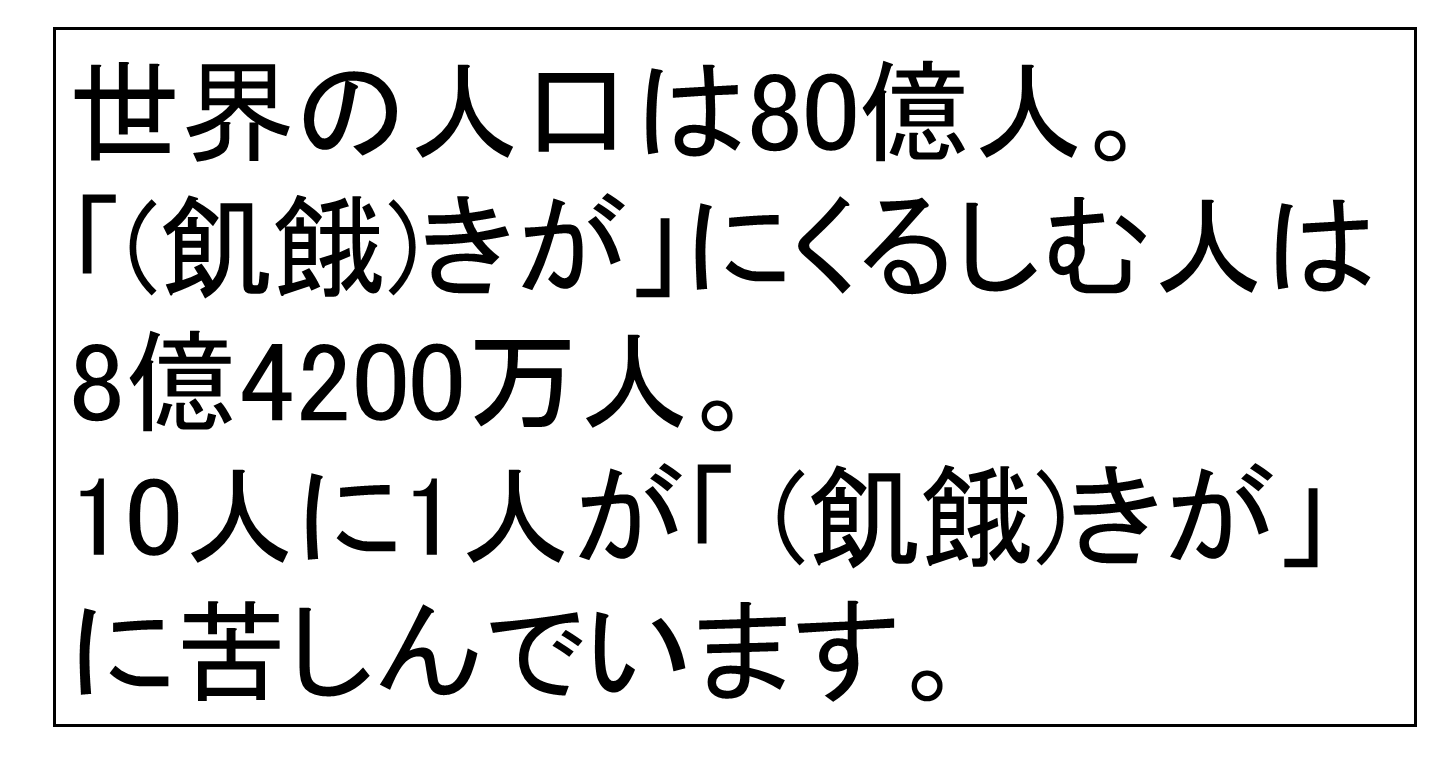 世界の人口は80億人。
「(飢餓)きが」にくるしむ人は
8億4200万人。
10人に1人が「 (飢餓)きが」
に苦しんでいます。